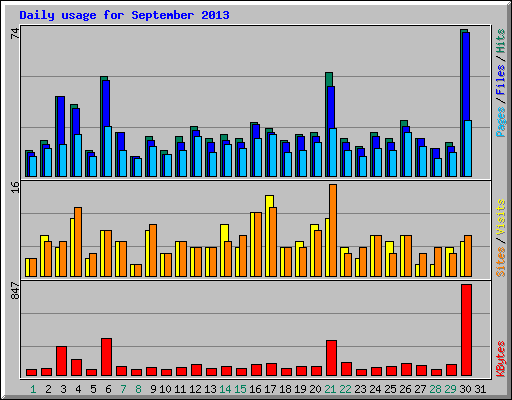 Daily usage for September 2013
74
Pages / Files / Hits
16
Sites / Visits
847
KBytes
1 2 3 4 5 6 7 8 9 10 11 12 13 14 15 16 17 18 19 20 21 22 23 24 25 26 27 28 29 30 31